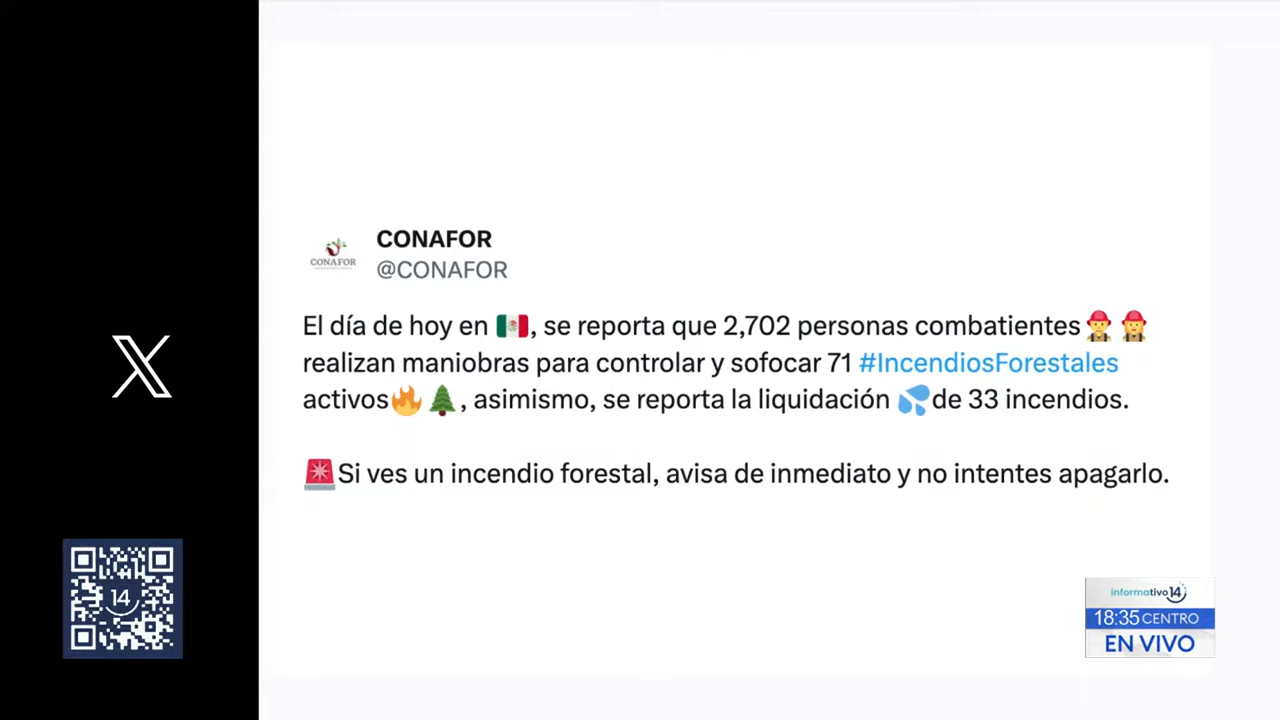 CONAFOR
CONAFOR
@CONAFOR
El día de hoy en 🇲🇽, se reporta que 2,702 personas combatientes👨‍🚒👩‍🚒
realizan maniobras para controlar y sofocar 71 #IncendiosForestales
activos🔥🌲, asimismo, se reporta la liquidación 💦de 33 incendios.
🚨Si ves un incendio forestal, avisa de inmediato y no intentes apagarlo.
14
informativo14
18:35 CENTRO
EN VIVO